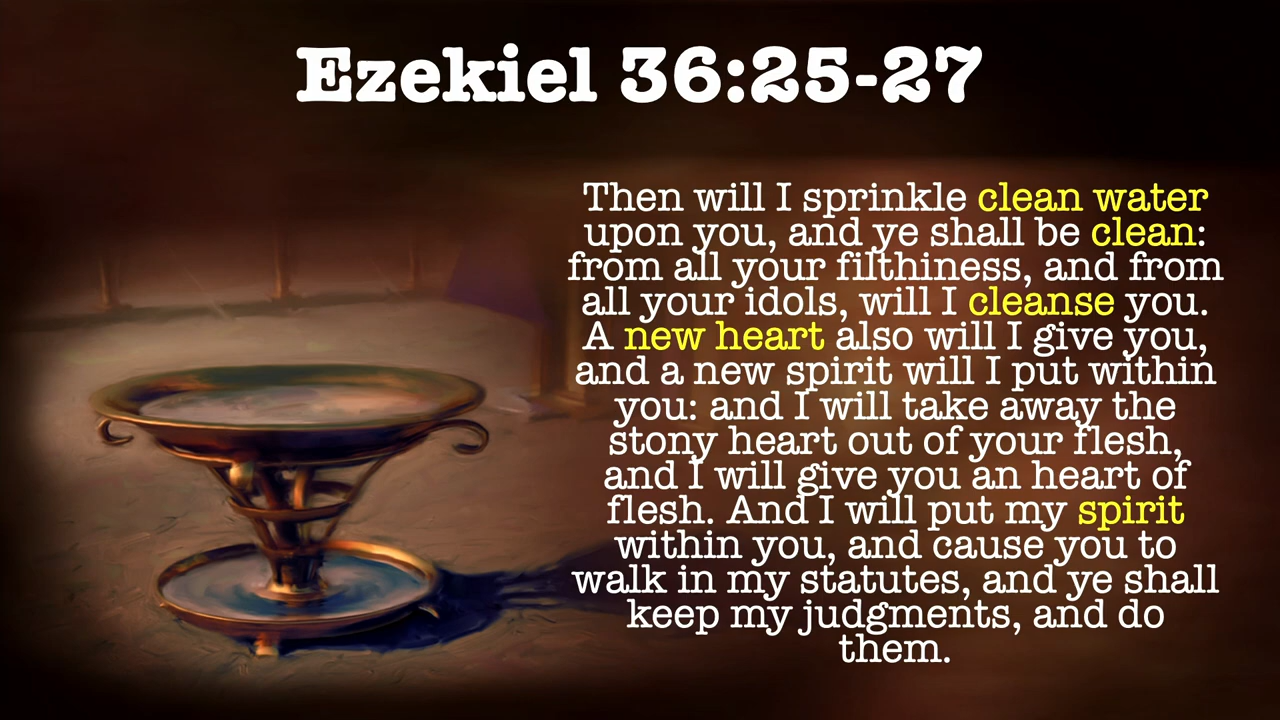 Ezekiel 36:25-27
Then will I sprinkle clean water
upon you, and ye shall be clean:
from all your filthiness, and from
all your idols, will I cleanse you.
A new heart also will I give you,
and a new spirit will I put within
you: and I will take away the
stony heart out of your flesh,
and I will give you an heart of
flesh. And I will put my spirit
within you, and cause you to
walk in my statutes, and ye shall
keep my judgments, and do
them.